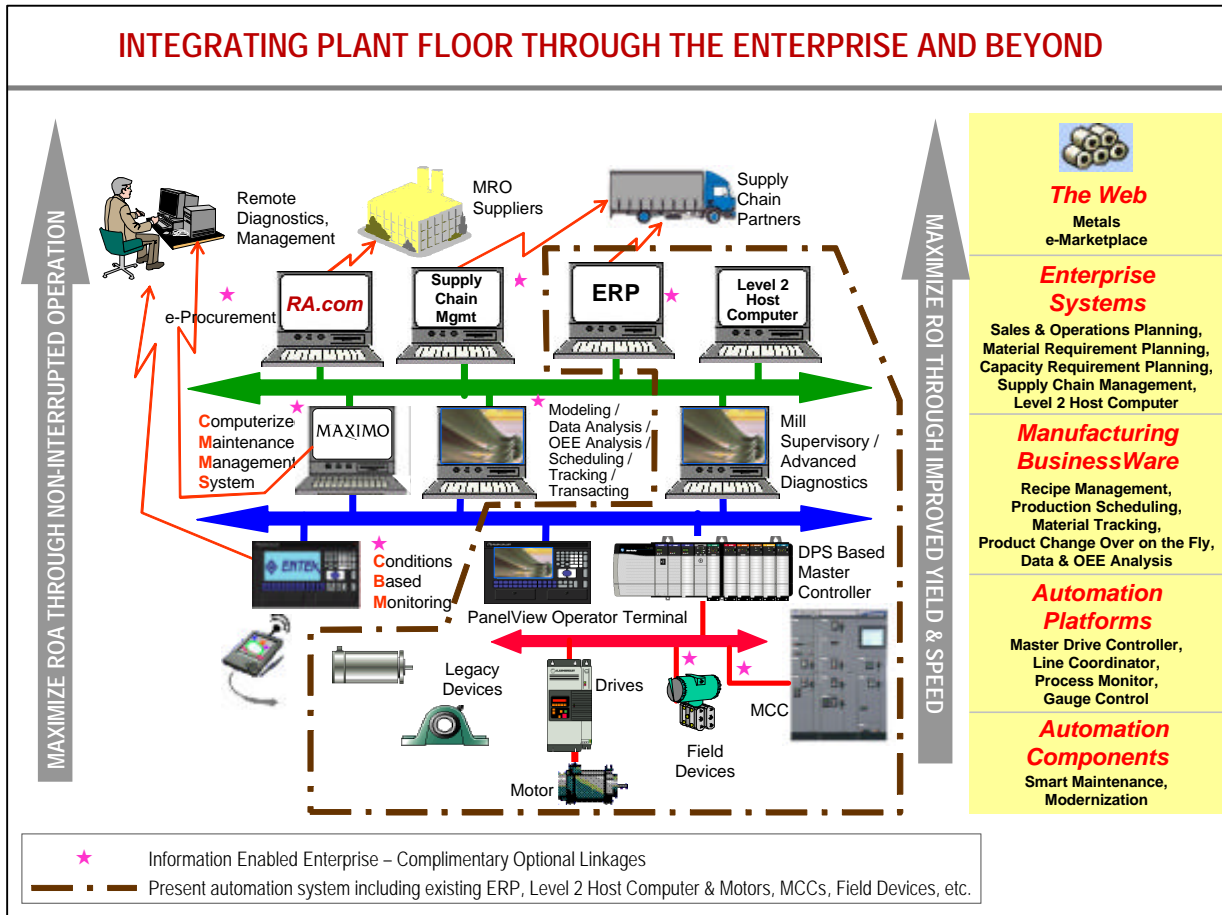 INTEGRATING PLANT FLOOR THROUGH THE ENTERPRISE AND BEYOND
MAXIMIZE ROA THROUGH NON-INTERRUPTED OPERATION
Remote
Diagnostics,
Management
MRO
Suppliers
Supply
Chain
Partners
e-Procurement
RA.com
Supply
Chain
Mgmt
ERP
Level 2
Host
Computer
Computerize
Maintenance
Management
System
MAXIMO
Modeling /
Data Analysis /
OEE Analysis /
Scheduling /
Tracking /
Transacting
Mill
Supervisory /
Advanced
Diagnostics
ENTEK
Conditions
Based
Monitoring
PanelView Operator Terminal
DPS Based
Master
Controller
Legacy
Devices
Drives
Motor
Field
Devices
MCC
MAXIMIZE ROI THROUGH IMPROVED YIELD & SPEED
The Web
Metals
e-Marketplace
Enterprise
Systems
Sales & Operations Planning,
Material Requirement Planning,
Capacity Requirement Planning,
Supply Chain Management,
Level 2 Host Computer
Manufacturing
BusinessWare
Recipe Management,
Production Scheduling,
Material Tracking,
Product Change Over on the Fly,
Data & OEE Analysis
Automation
Platforms
Master Drive Controller,
Line Coordinator,
Process Monitor,
Gauge Control
Automation
Components
Smart Maintenance,
Modernization
Information Enabled Enterprise – Complimentary Optional Linkages
Present automation system including existing ERP, Level 2 Host Computer & Motors, MCCs, Field Devices, etc.